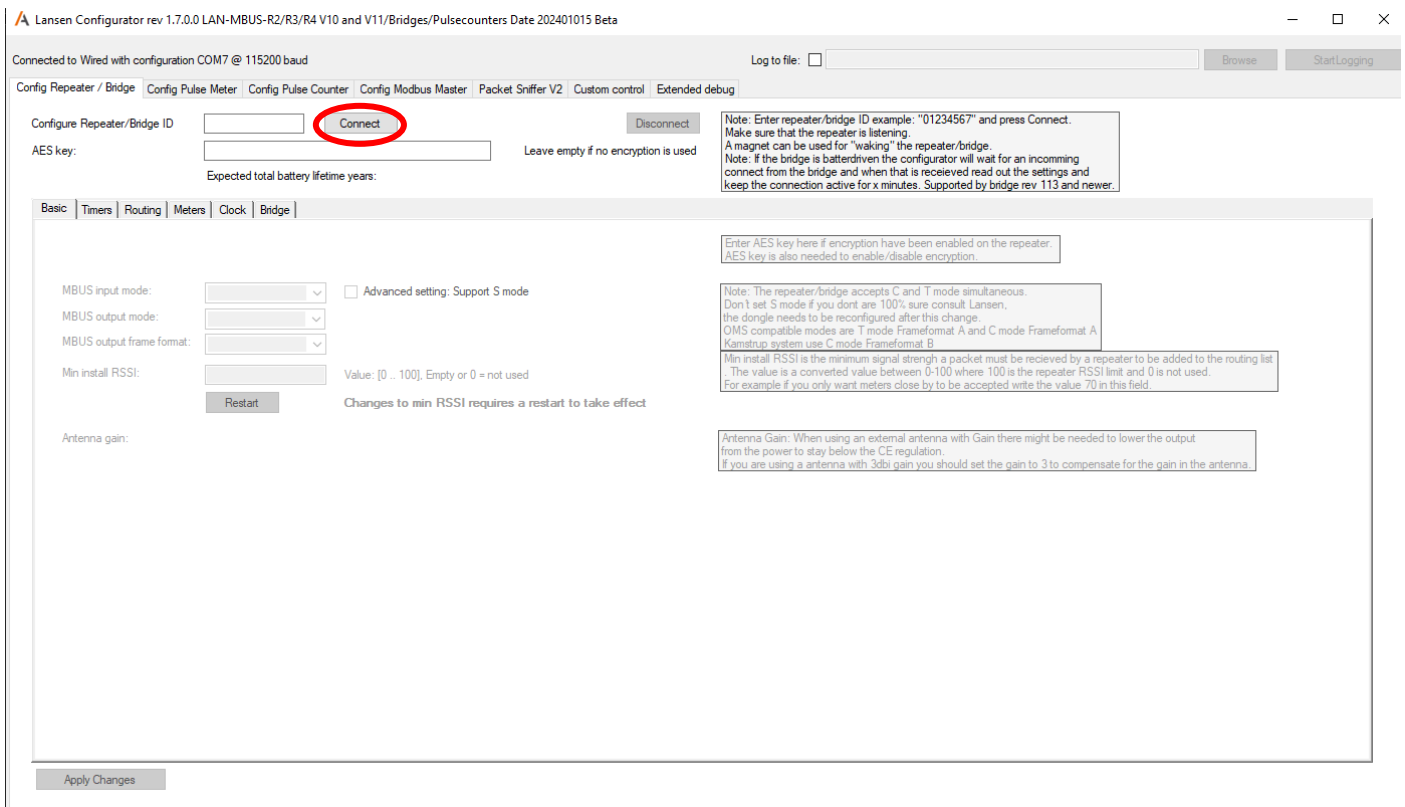 Lansen Configurator rev 1.7.0.0 LAN-MBUS-R2/R3/R4 V10 and V11/Bridges/Pulsecounters Date 202401015 Beta
Connected to Wired with configuration COM7 @ 115200 baud
Log to file:
Browse
StartLogging
Config Repeater / Bridge
Config Pulse Meter
Config Pulse Counter
Config Modbus Master
Packet Sniffer V2
Custom control
Extended debug
Configure Repeater/Bridge ID
Connect
Disconnect
AES key:
Leave empty if no encryption is used
Expected total battery lifetime years:
Note: Enter repeater/bridge ID example: "01234567" and press Connect.
Make sure that the repeater is listening.
A magnet can be used for "waking" the repeater/bridge.
Note: If the bridge is batterdriven the configurator will wait for an incomming
connect from the bridge and when that is receieved read out the settings and
keep the connection active for x minutes. Supported by bridge rev 113 and newer.
Basic
Timers
Routing
Meters
Clock
Bridge
Enter AES key here if encryption have been enabled on the repeater.
AES key is also needed to enable/disable encryption.
MBUS input mode:
Advanced setting: Support S mode
MBUS output mode:
MBUS output frame format:
Note: The repeater/bridge accepts C and T mode simultaneous.
Don't set S mode if you dont are 100% sure consult Lansen,
the dongle needs to be reconfigured after this change.
OMS compatible modes are T mode Frameformat A and C mode Frameformat A
Kamstrup system use C mode Frameformat B
Min install RSSI:
Value: [0 .. 100], Empty or 0 = not used
Min install RSSI is the minimum signal strengh a packet must be recieved by a repeater to be added to the routing list
. The value is a converted value between 0-100 where 100 is the repeater RSSI limit and 0 is not used.
For example if you only want meters close by to be accepted write the value 70 in this field.
Restart
Changes to min RSSI requires a restart to take effect
Antenna gain:
Antenna Gain: When using an external antenna with Gain there might be needed to lower the output
from the power to stay below the CE regulation.
If you are using a antenna with 3dbi gain you should set the gain to 3 to compensate for the gain in the antenna.
Apply Changes